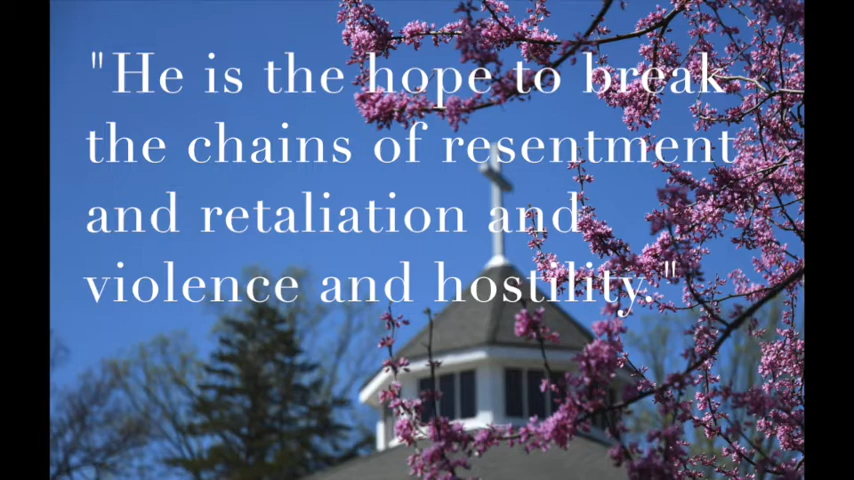 "He is the hope to break
the chains of resentment
and retaliation and
violence and hostility."